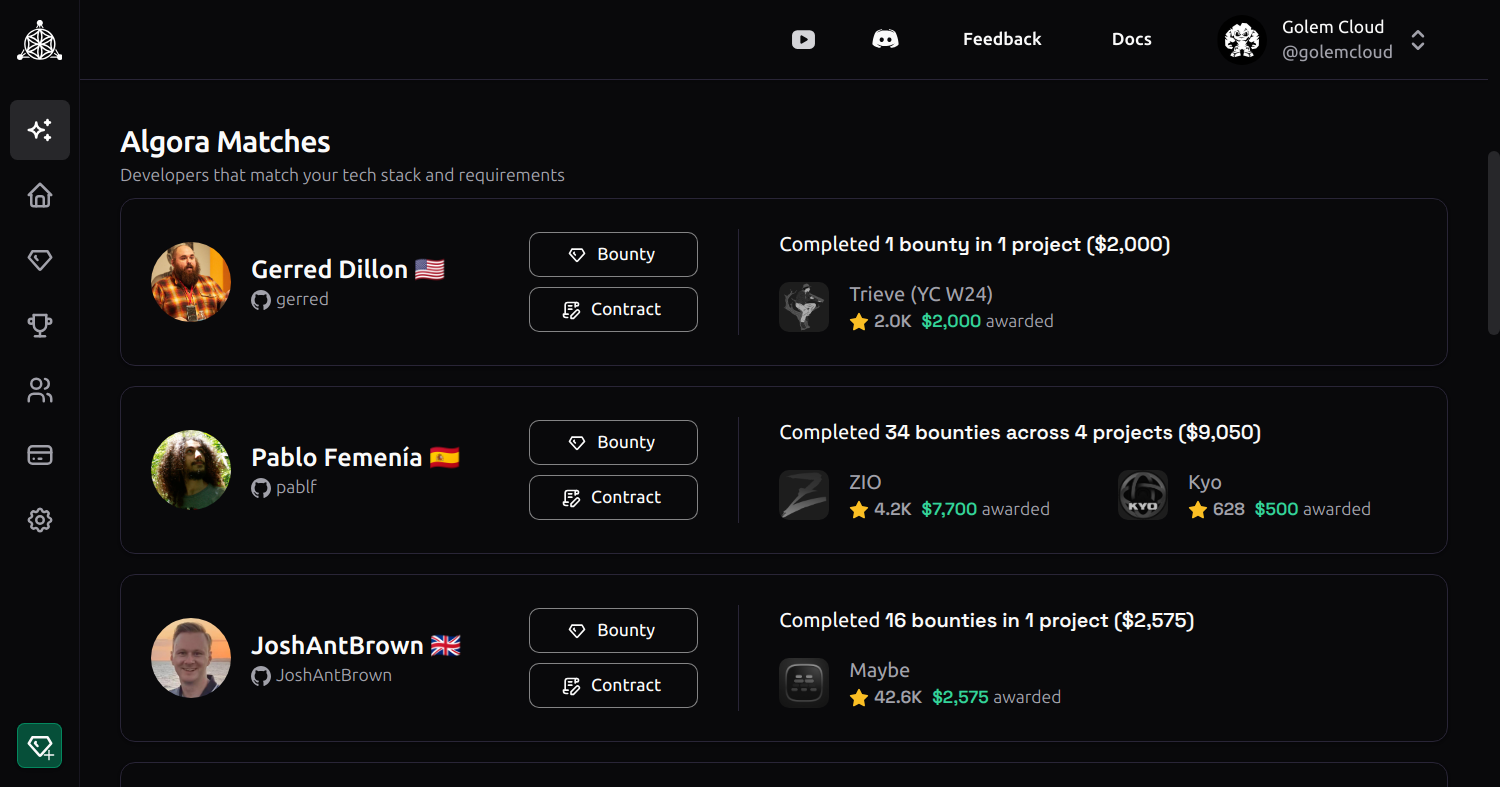 Feedback
Docs
Golem Cloud
@golemcloud
Algora Matches
Developers that match your tech stack and requirements
Gerred Dillon
gerred
Bounty
Contract
Completed 1 bounty in 1 project ($2,000)
Trieve (YC W24)
2.0K $2,000 awarded
Pablo Femenía
pablf
Bounty
Contract
Completed 34 bounties across 4 projects ($9,050)
ZIO
4.2K $7,700 awarded
KYO
Kyo
628 $500 awarded
JoshAntBrown
JoshAntBrown
Bounty
Contract
Completed 16 bounties in 1 project ($2,575)
Maybe
42.6K $2,575 awarded